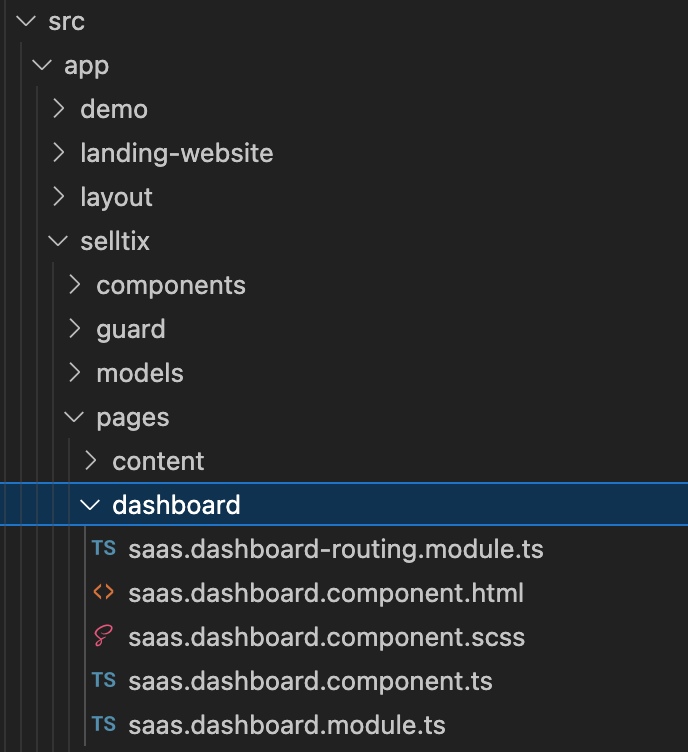 src
app
demo
landing-website
layout
selltix
components
guard
models
pages
content
dashboard
TS saas.dashboard-routing.module.ts
<> saas.dashboard.component.html
saas.dashboard.component.scss
TS saas.dashboard.component.ts
TS saas.dashboard.module.ts